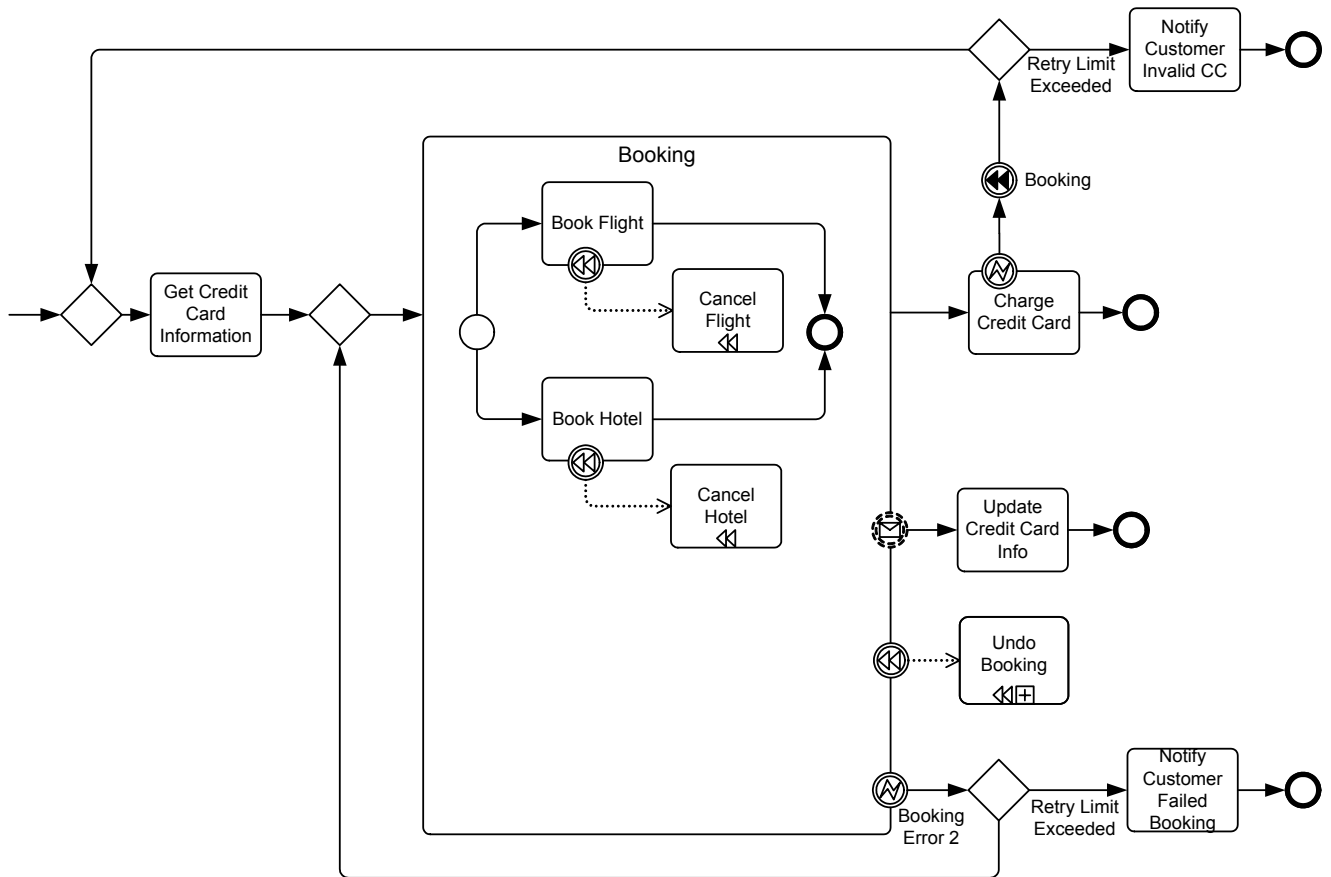 Notify
Customer
Invalid CC
Retry Limit
Exceeded
Booking
Booking
Book Flight
Get Credit
Card
Information
Cancel
Flight
Charge
Credit Card
Book Hotel
Cancel
Hotel
Update
Credit Card
Info
Undo
Booking
Booking
Error 2
Retry Limit
Exceeded
Notify
Customer
Failed
Booking